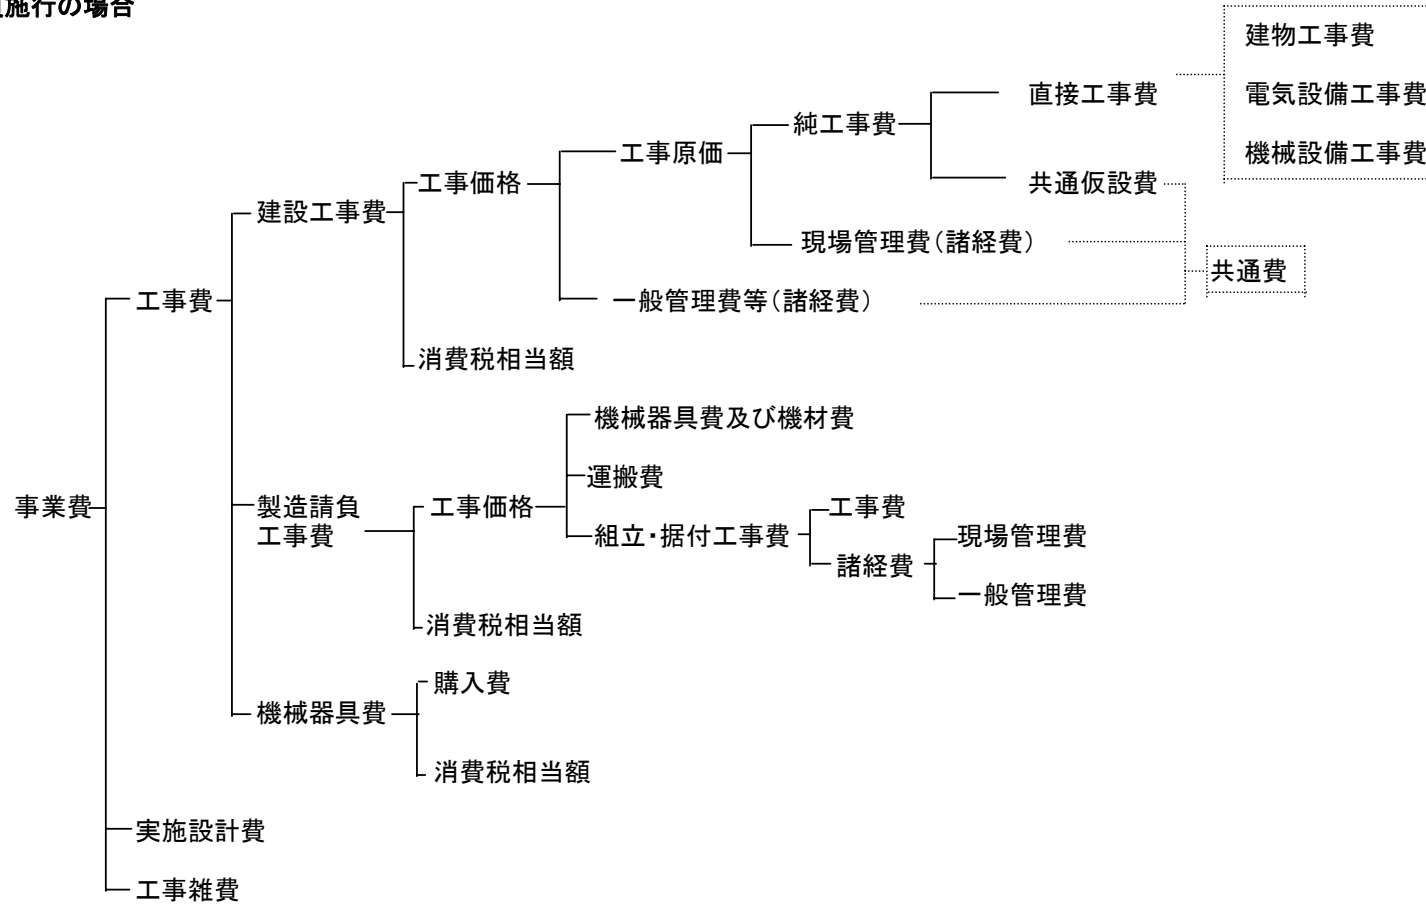 施行の場合
建物工事費
直接工事費
電気設備工事費
純工事費
工事原価
機械設備工事費
工事価格
共通仮設費
建設工事費
現場管理費(諸経費)
共通費
工事費
一般管理費等(諸経費)
消費税相当額
機械器具費及び機材費
運搬費
事業費
製造請負
工事費
工事価格
工事費
組立・据付工事費
現場管理費
諸経費
一般管理費
消費税相当額
購入費
機械器具費
消費税相当額
実施設計費
工事雑費